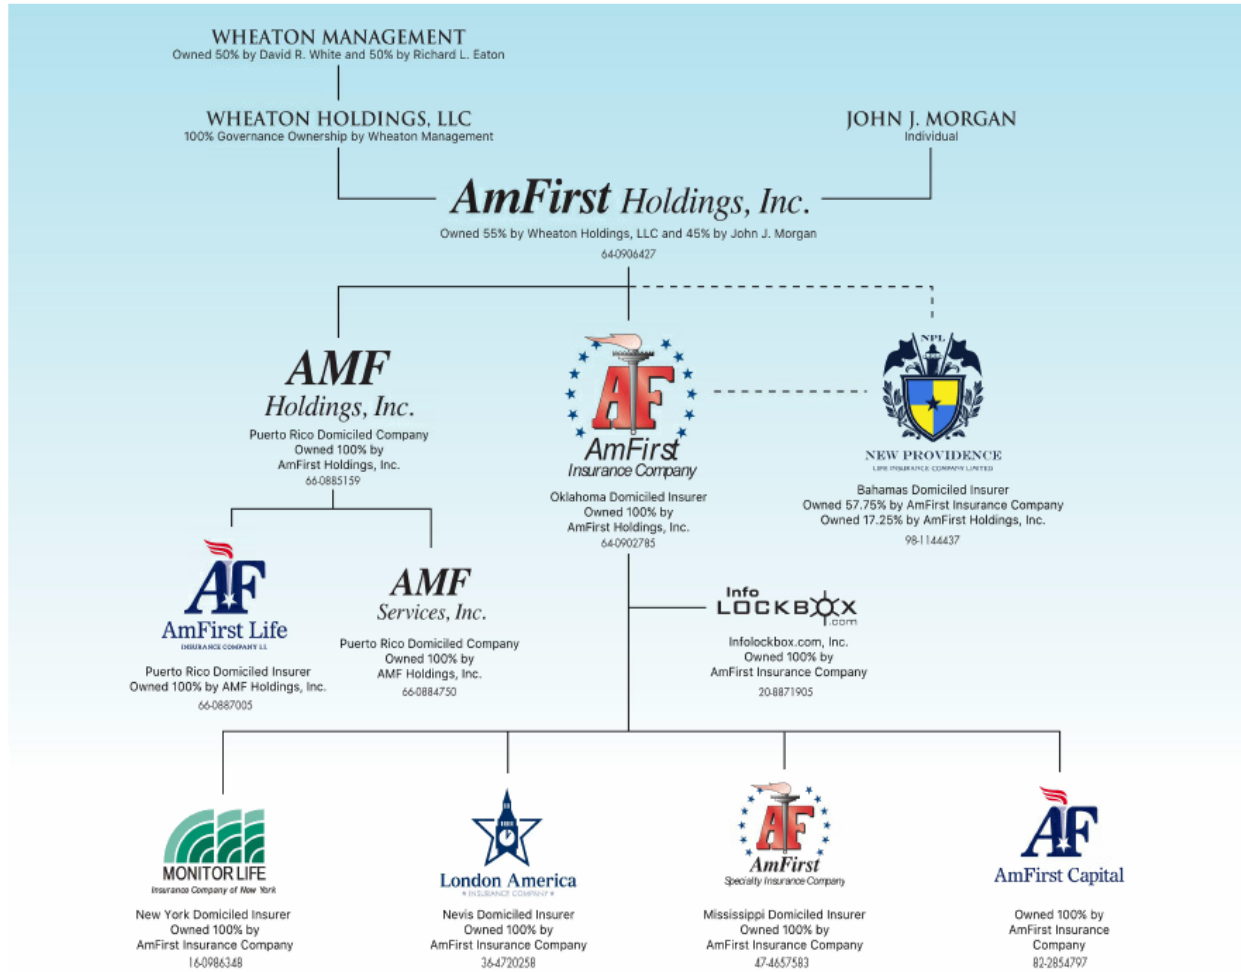 WHEATON MANAGEMENT
Owned 50% by David R. White and 50% by Richard L. Eaton
WHEATON HOLDINGS, LLC
100% Governance Ownership by Wheaton Management
JOHN J. MORGAN
Individual
AmFirst Holdings, Inc.
Owned 55% by Wheaton Holdings, LLC and 45% by John J. Morgan
64-0906427
AMF
Holdings, Inc.
Puerto Rico Domiciled Company
Owned 100% by
AmFirst Holdings, Inc.
66-0885159
AF
AmFirst
Insurance Company
Oklahoma Domiciled Insurer
Owned 100% by
AmFirst Holdings, Inc.
64-0902785
NPL
NEW PROVIDENCE
LIFE INSURANCE COMPANY LIMITED
Bahamas Domiciled Insurer
Owned 57.75% by AmFirst Insurance Company
Owned 17.25% by AmFirst Holdings, Inc.
98-1144437
AF
AmFirst Life
INSURANCE COMPANY I.I.
Puerto Rico Domiciled Insurer
Owned 100% by AMF Holdings, Inc.
66-0887005
AMF
Services, Inc.
Puerto Rico Domiciled Company
Owned 100% by
AMF Holdings, Inc.
66-0884750
Info
LOCKBOX
.com
Infolockbox.com, Inc.
Owned 100% by
AmFirst Insurance Company
20-8871905
MONITOR LIFE
Insurance Company of New York
New York Domiciled Insurer
Owned 100% by
AmFirst Insurance Company
16-0986348
London America
INSURANCE COMPANY
Nevis Domiciled Insurer
Owned 100% by
AmFirst Insurance Company
36-4720258
AF
AmFirst
Specialty Insurance Company
Mississippi Domiciled Insurer
Owned 100% by
AmFirst Insurance Company
47-4657583
AF
AmFirst Capital
Owned 100% by
AmFirst Insurance
Company
82-2854797